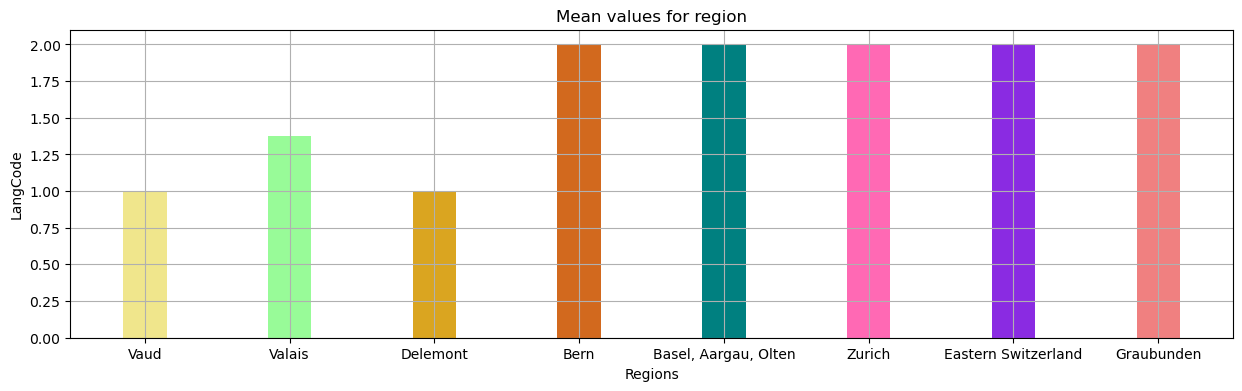 Mean values for region
LangCode
2.00
1.75
1.50
1.25
1.00
0.75
0.50
0.25
0.00
Vaud Valais Delemont Bern Basel, Aargau, Olten Zurich Eastern Switzerland Graubunden
Regions